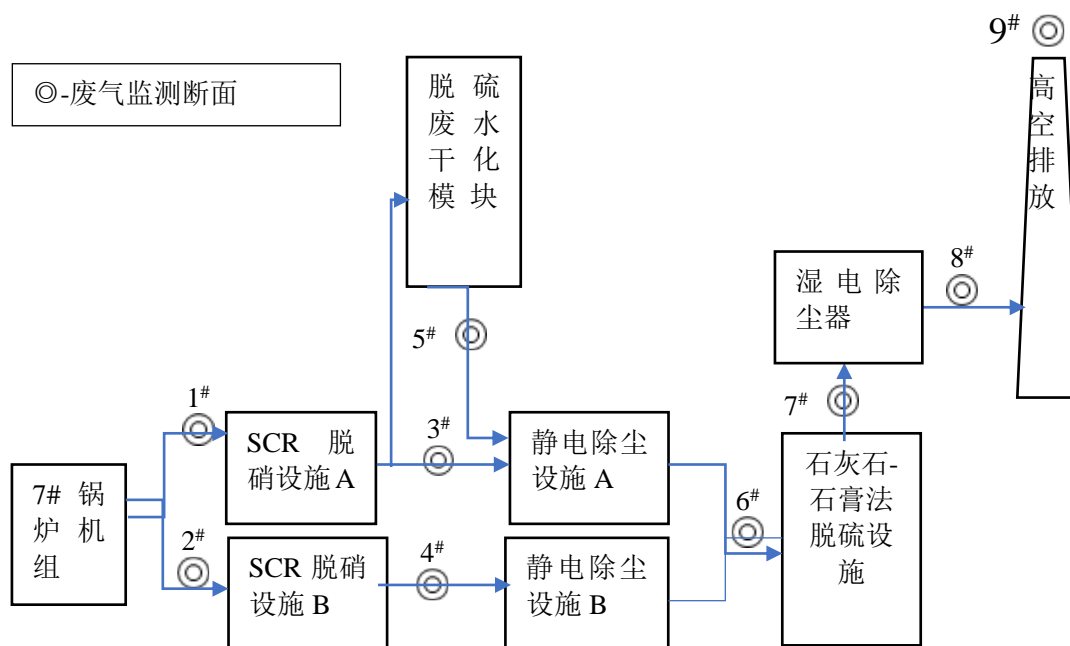 9#
◎-废气监测断面
脱硫
废水
干化
模块
高
空
排
放
8#
湿电除
尘器
5#
7#
1#
3#
SCR 脱
硝设施 A
静电除尘
设施 A
石灰石-
石膏法
脱硫设
施
7# 锅
炉机
组
6#
2#
4#
SCR 脱硝
设施 B
静电除尘
设施 B